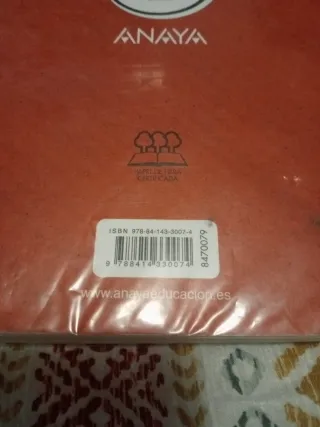 ANAYA
ISBN 978-84-143-3007-4
9 788414 330074
8470079
www.anayaeducacion.es